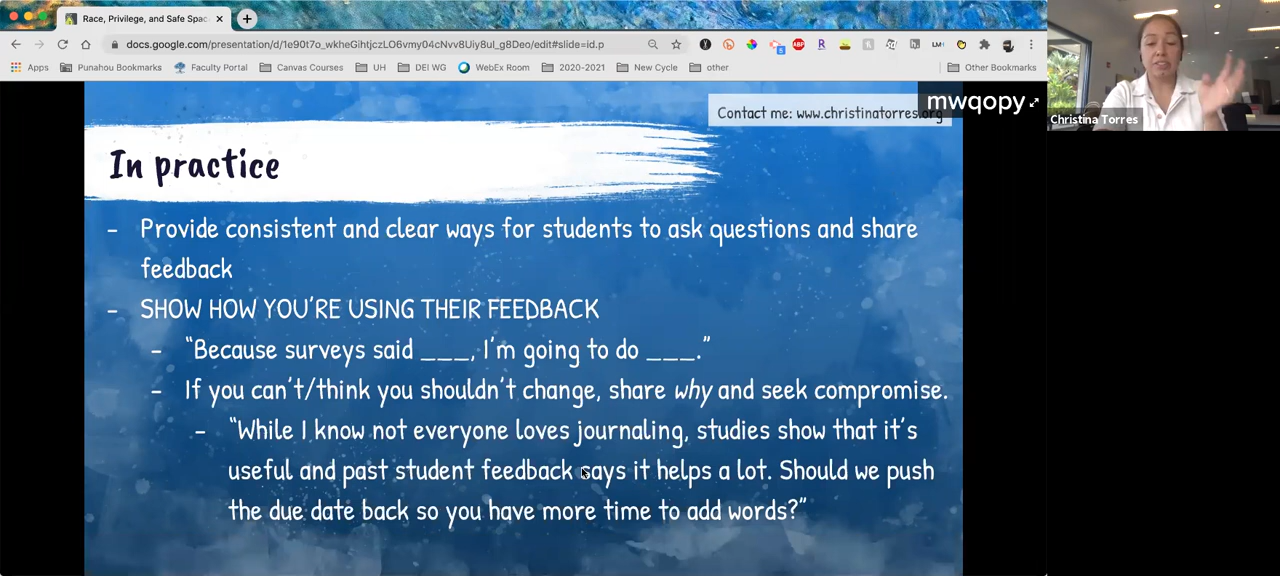 Race, Privilege, and Safe Spac
docs.google.com/presentation/d/1e90t7o_wkheGihtjczLO6vmy04cNvv8Uiy8ul_g8Deo/edit#slide=id.p
Apps Punahou Bookmarks Faculty Portal Canvas Courses UH DEI WG WebEx Room 2020-2021 New Cycle other Other Bookmarks
mwqopy
Contact me: www.christinatorres.org
Christina Torres
In practice
- Provide consistent and clear ways for students to ask questions and share
feedback
- SHOW HOW YOU'RE USING THEIR FEEDBACK
- "Because surveys said ___, I'm going to do ___."
- If you can't/think you shouldn't change, share why and seek compromise.
- "While I know not everyone loves journaling, studies show that it's
useful and past student feedback says it helps a lot. Should we push
the due date back so you have more time to add words?"